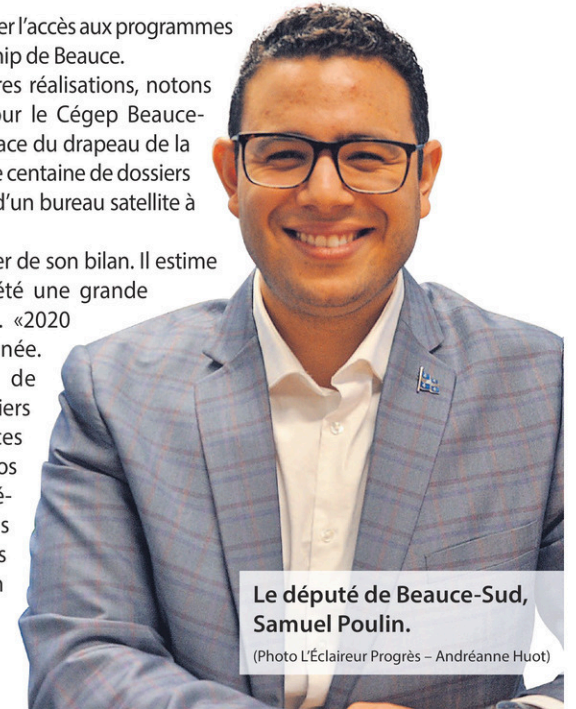 er l’accès aux programmes
hip de Beauce.
res réalisations, notons
our le Cégep Beauce-
ace du drapeau de la
e centaine de dossiers
d’un bureau satellite à
er de son bilan. Il estime
été une grande
. «2020
née.
de
iers
ces
os
é-
s
s
n
Le député de Beauce-Sud,
Samuel Poulin.
(Photo L’Éclaireur Progrès – Andréanne Huot)